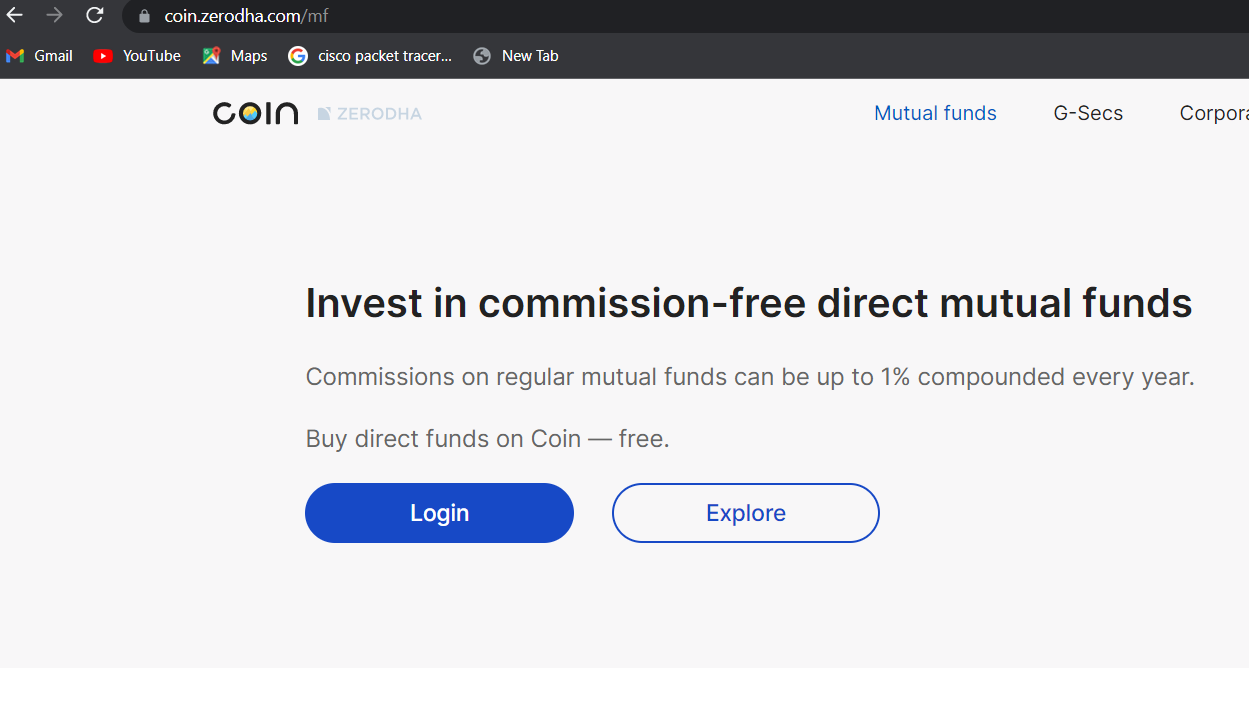 coin.zerodha.com/mf
Gmail YouTube Maps cisco packet tracer... New Tab
coin ZERODHA Mutual funds G-Secs Corpora
Invest in commission-free direct mutual funds
Commissions on regular mutual funds can be up to 1% compounded every year.
Buy direct funds on Coin — free.
Login Explore